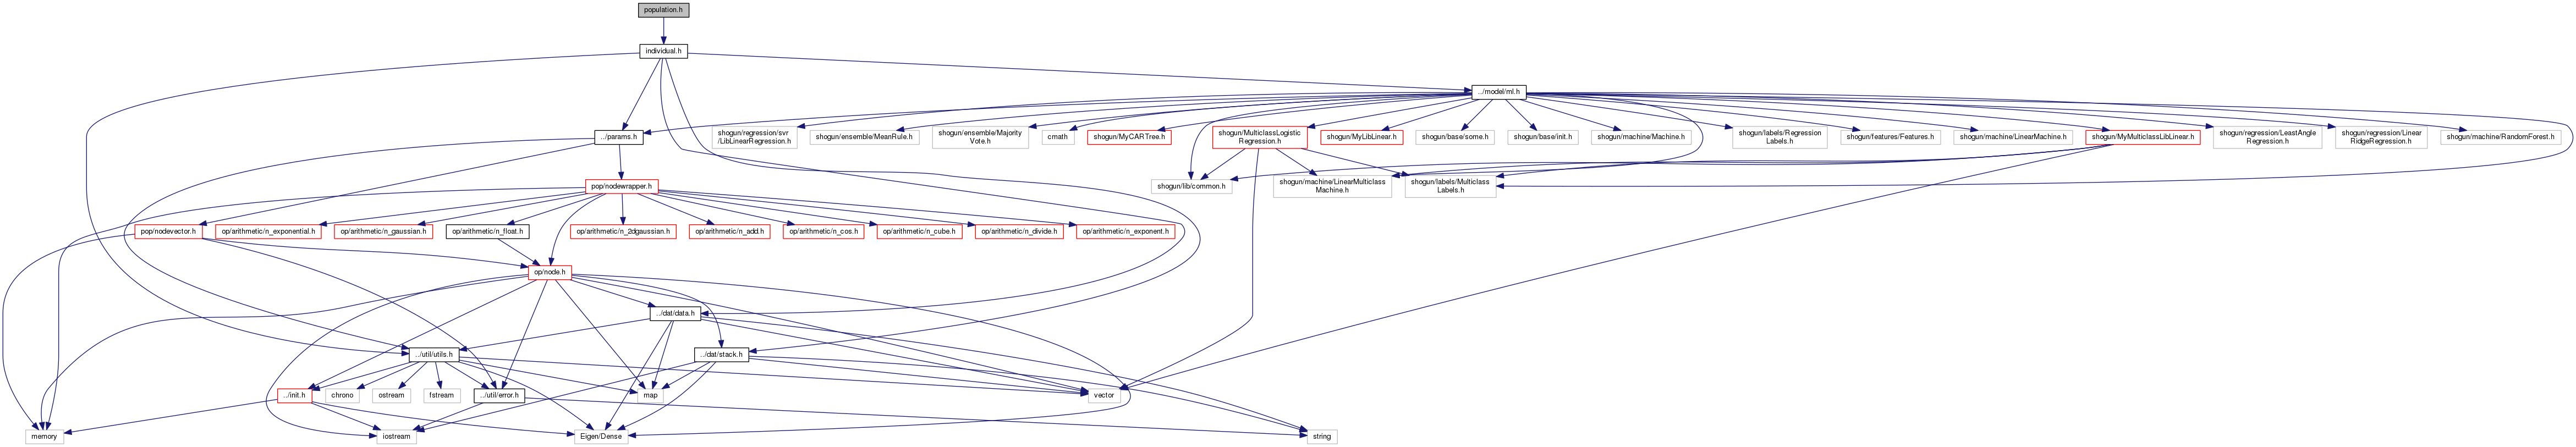 population.h
individual.h
../model/ml.h
../params.h
shogun/regression/svr
/LibLinearRegression.h
shogun/ensemble/MeanRule.h
shogun/ensemble/Majority
Vote.h
cmath
shogun/MyCARTree.h
shogun/MulticlassLogistic
Regression.h
shogun/MyLibLinear.h
shogun/base/some.h
shogun/base/init.h
shogun/machine/Machine.h
shogun/labels/Regression
Labels.h
shogun/features/Features.h
shogun/machine/LinearMachine.h
shogun/MyMulticlassLibLinear.h
shogun/regression/LeastAngle
Regression.h
shogun/regression/Linear
RidgeRegression.h
shogun/machine/RandomForest.h
pop/nodewrapper.h
shogun/lib/common.h
shogun/machine/LinearMulticlass
Machine.h
shogun/labels/Multiclass
Labels.h
pop/nodevector.h
op/arithmetic/n_exponential.h
op/arithmetic/n_gaussian.h
op/arithmetic/n_float.h
op/arithmetic/n_2dgaussian.h
op/arithmetic/n_add.h
op/arithmetic/n_cos.h
op/arithmetic/n_cube.h
op/arithmetic/n_divide.h
op/arithmetic/n_exponent.h
op/node.h
../dat/data.h
../util/utils.h
../dat/stack.h
../init.h
chrono
ostream
fstream
../util/error.h
map
vector
memory
iostream
Eigen/Dense
string